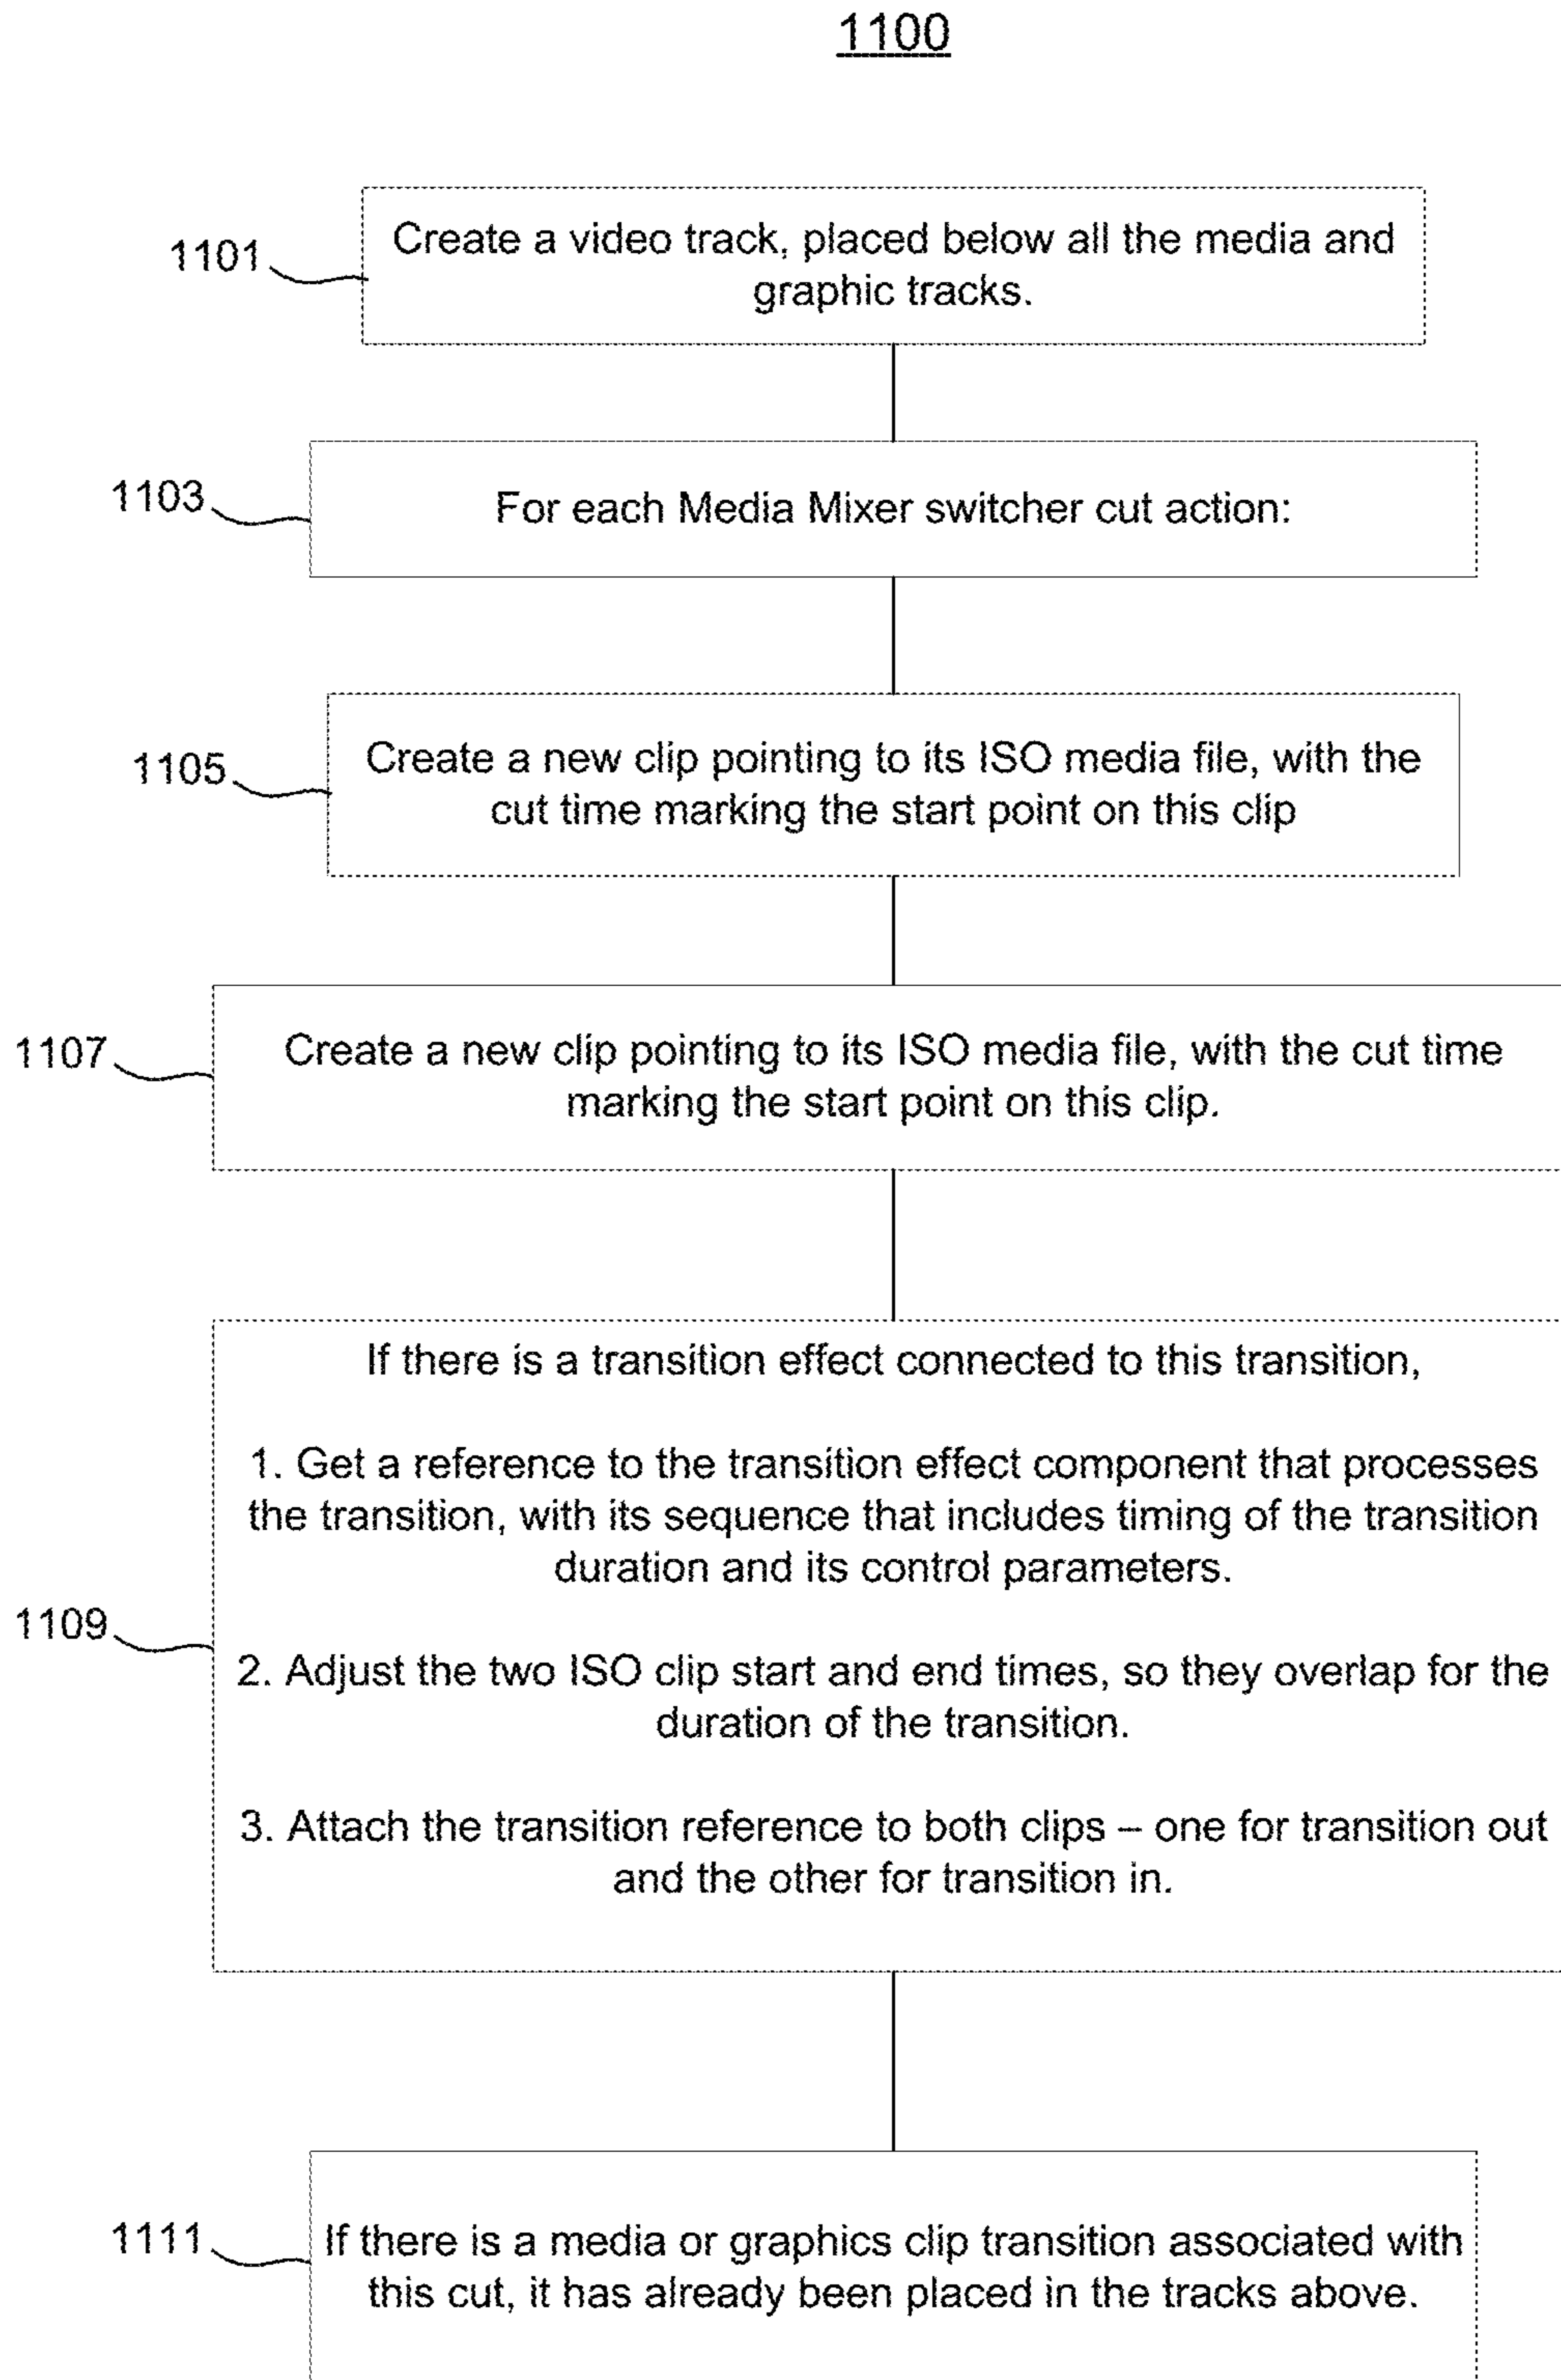 1100
1101
Create a video track, placed below all the media and
graphic tracks.
1103
For each Media Mixer switcher cut action:
1105
Create a new clip pointing to its ISO media file, with the
cut time marking the start point on this clip
1107
Create a new clip pointing to its ISO media file, with the cut time
marking the start point on this clip.
1109
If there is a transition effect connected to this transition,
1. Get a reference to the transition effect component that processes
the transition, with its sequence that includes timing of the transition
duration and its control parameters.
2. Adjust the two ISO clip start and end times, so they overlap for the
duration of the transition.
3. Attach the transition reference to both clips – one for transition out
and the other for transition in.
1111
If there is a media or graphics clip transition associated with
this cut, it has already been placed in the tracks above.